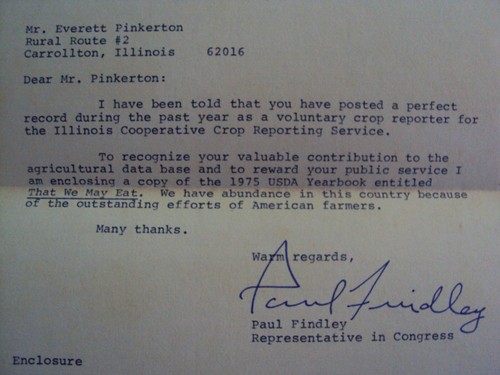 Mr. Everett Pinkerton
Rural Route #2
Carrollton, Illinois 62016
Dear Mr. Pinkerton:
I have been told that you have posted a perfect
record during the past year as a voluntary crop reporter for
the Illinois Cooperative Crop Reporting Service.
To recognize your valuable contribution to the
agricultural data base and to reward your public service I
am enclosing a copy of the 1975 USDA Yearbook entitled
That We May Eat. We have abundance in this country because
of the outstanding efforts of American farmers.
Many thanks.
Warm regards,
Paul Findley
Paul Findley
Representative in Congress
Enclosure